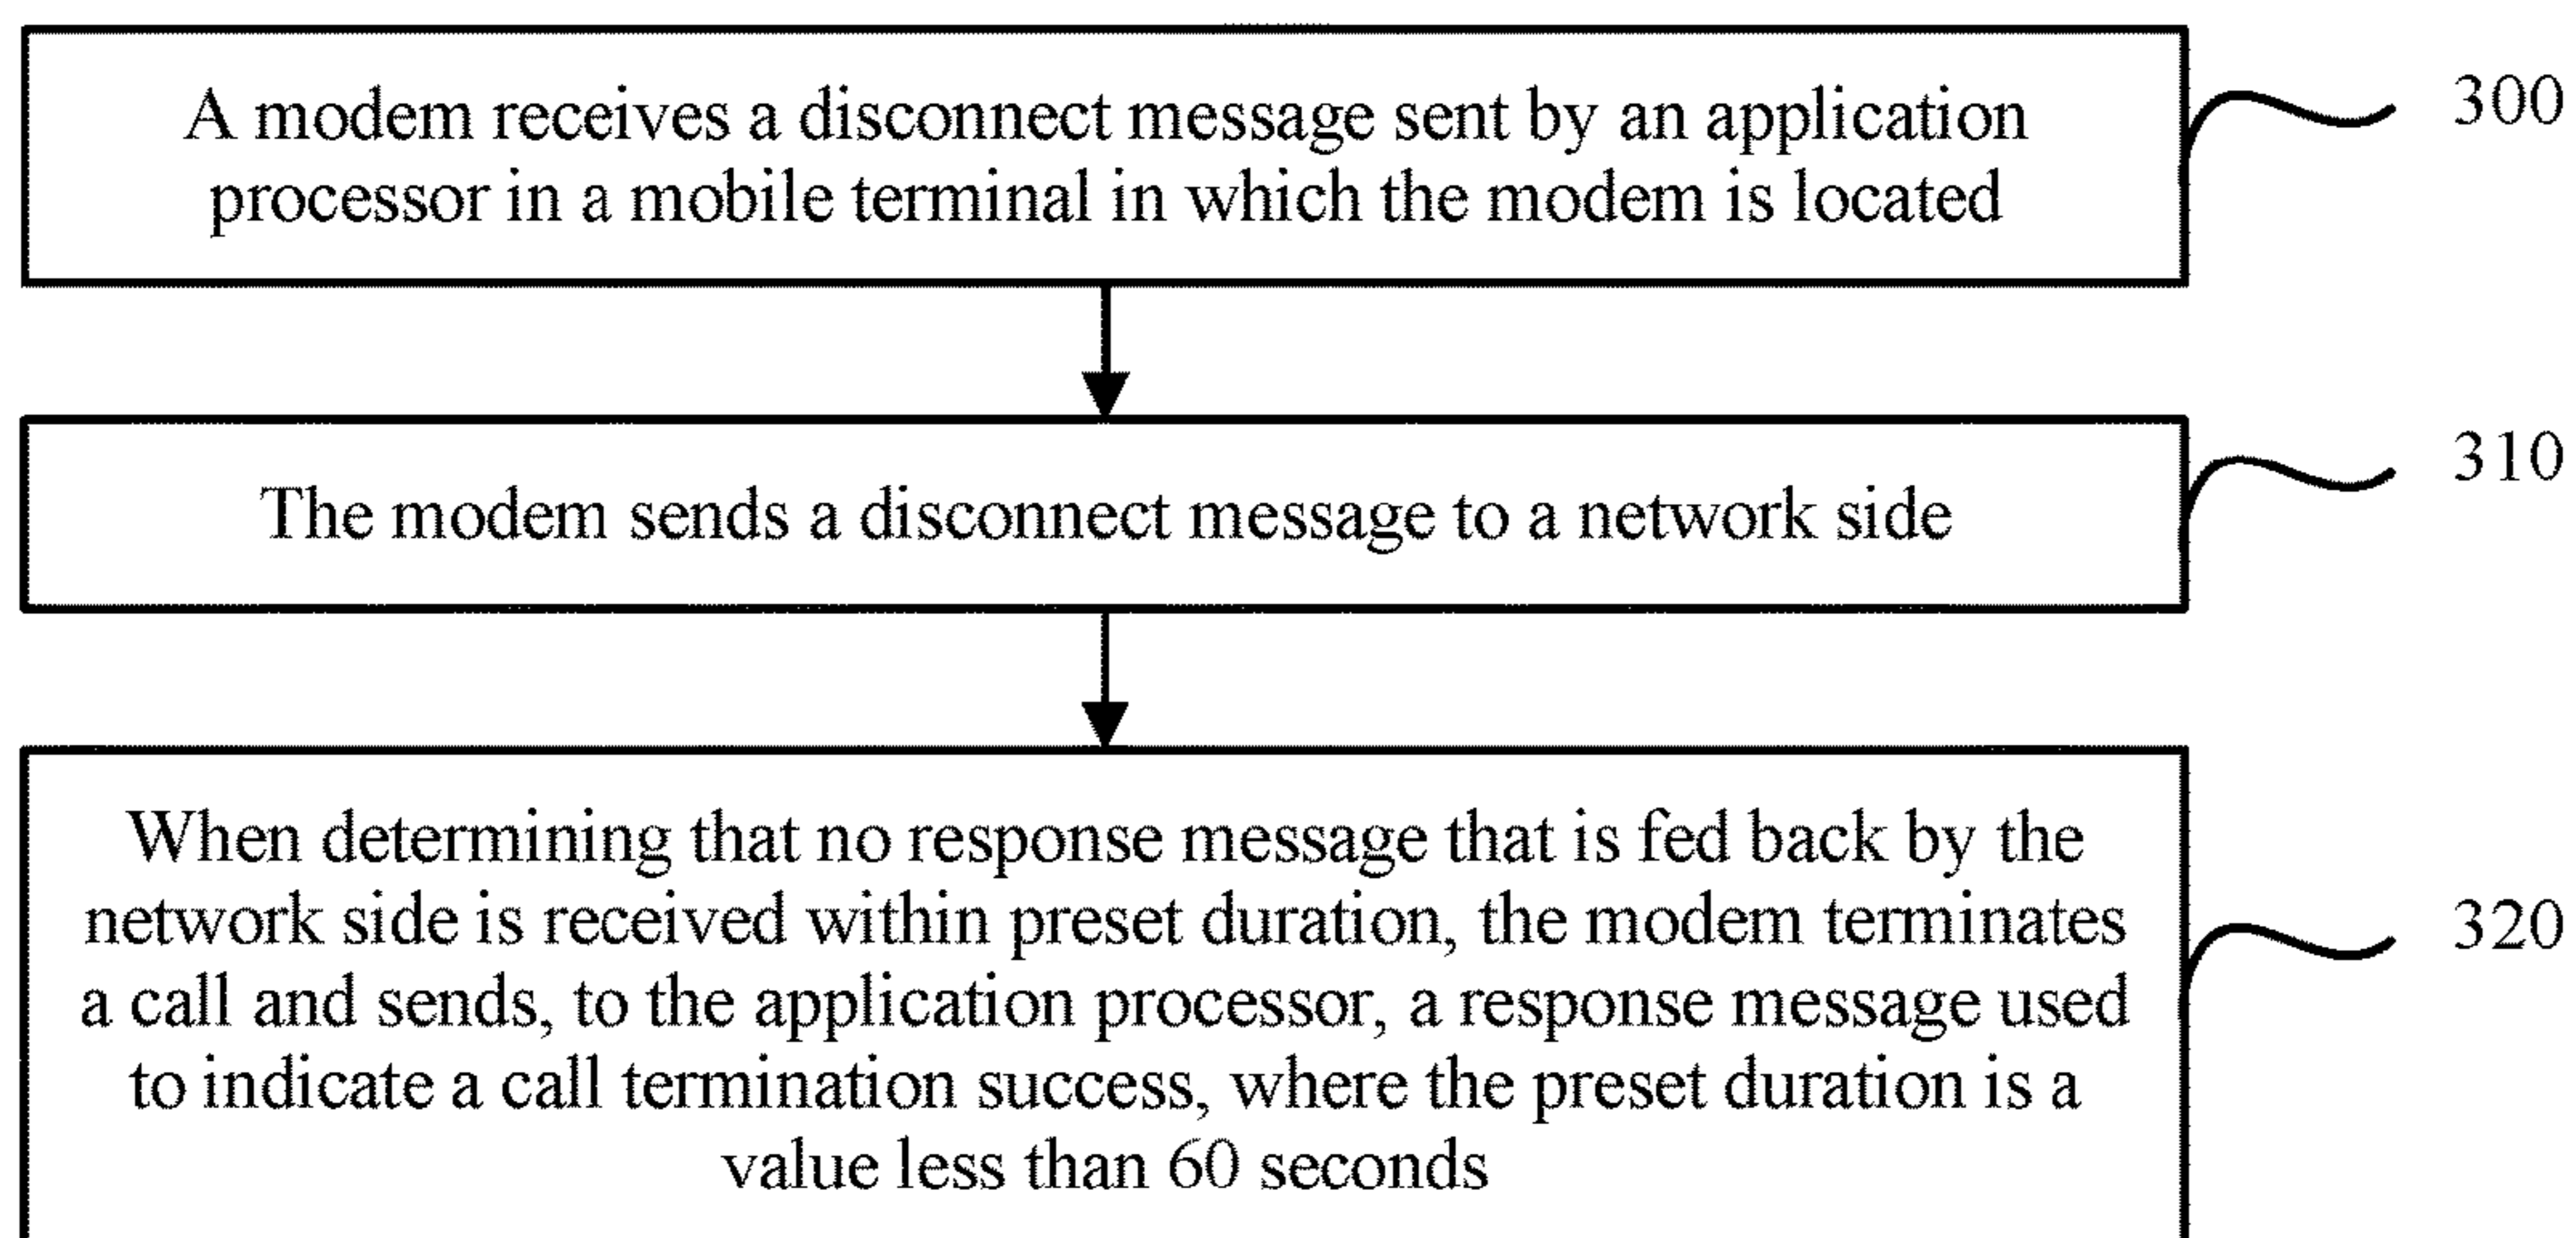 A modem receives a disconnect message sent by an application
processor in a mobile terminal in which the modem is located
300
The modem sends a disconnect message to a network side
310
When determining that no response message that is fed back by the
network side is received within preset duration, the modem terminates
a call and sends, to the application processor, a response message used
to indicate a call termination success, where the preset duration is a
value less than 60 seconds
320